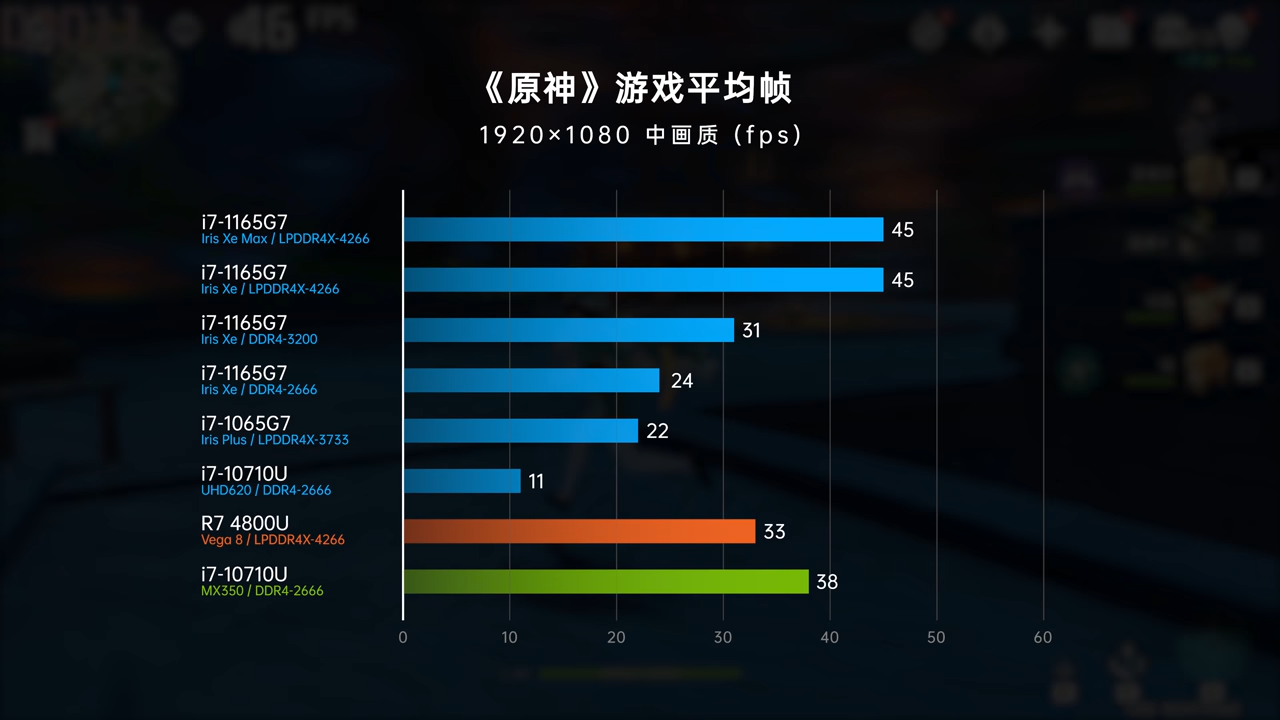 46 FPS
《原神》游戏平均帧
1920×1080 中画质 (fps)
i7-1165G7
Iris Xe Max / LPDDR4X-4266
45
i7-1165G7
Iris Xe / LPDDR4X-4266
45
i7-1165G7
Iris Xe / DDR4-3200
31
i7-1165G7
Iris Xe / DDR4-2666
24
i7-1065G7
Iris Plus / LPDDR4X-3733
22
i7-10710U
UHD620 / DDR4-2666
11
R7 4800U
Vega 8 / LPDDR4X-4266
33
i7-10710U
MX350 / DDR4-2666
38
0 10 20 30 40 50 60